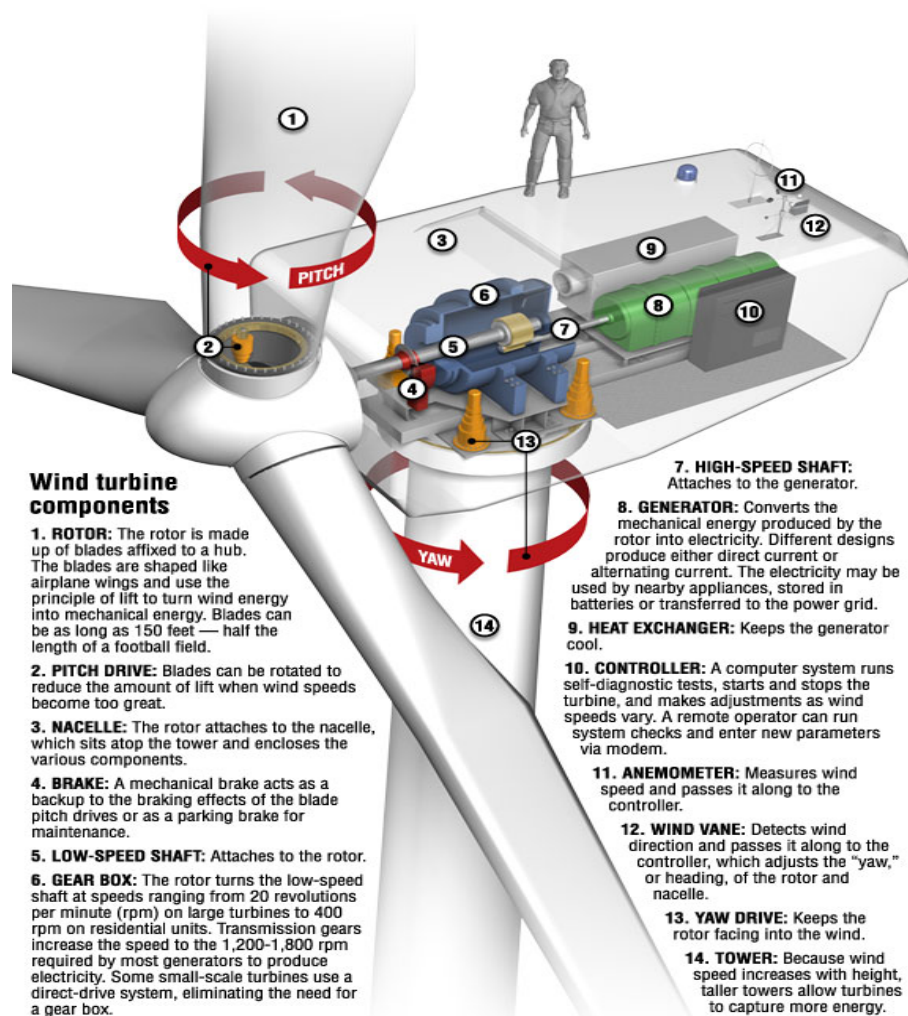 1
PITCH
3
11
12
9
6
8
7
10
2
5
4
13
YAW
14
Wind turbine
components
1. ROTOR: The rotor is made
up of blades affixed to a hub.
The blades are shaped like
airplane wings and use the
principle of lift to turn wind energy
into mechanical energy. Blades can
be as long as 150 feet — half the
length of a football field.
2. PITCH DRIVE: Blades can be rotated to
reduce the amount of lift when wind speeds
become too great.
3. NACELLE: The rotor attaches to the nacelle,
which sits atop the tower and encloses the
various components.
4. BRAKE: A mechanical brake acts as a
backup to the braking effects of the blade
pitch drives or as a parking brake for
maintenance.
5. LOW-SPEED SHAFT: Attaches to the rotor.
6. GEAR BOX: The rotor turns the low-speed
shaft at speeds ranging from 20 revolutions
per minute (rpm) on large turbines to 400
rpm on residential units. Transmission gears
increase the speed to the 1,200-1,800 rpm
required by most generators to produce
electricity. Some small-scale turbines use a
direct-drive system, eliminating the need for
a gear box.
7. HIGH-SPEED SHAFT:
Attaches to the generator.
8. GENERATOR: Converts the
mechanical energy produced by the
rotor into electricity. Different designs
produce either direct current or
alternating current. The electricity may be
used by nearby appliances, stored in
batteries or transferred to the power grid.
9. HEAT EXCHANGER: Keeps the generator
cool.
10. CONTROLLER: A computer system runs
self-diagnostic tests, starts and stops the
turbine, and makes adjustments as wind
speeds vary. A remote operator can run
system checks and enter new parameters
via modem.
11. ANEMOMETER: Measures wind
speed and passes it along to the
controller.
12. WIND VANE: Detects wind
direction and passes it along to the
controller, which adjusts the “yaw,”
or heading, of the rotor and
nacelle.
13. YAW DRIVE: Keeps the
rotor facing into the wind.
14. TOWER: Because wind
speed increases with height,
taller towers allow turbines
to capture more energy.